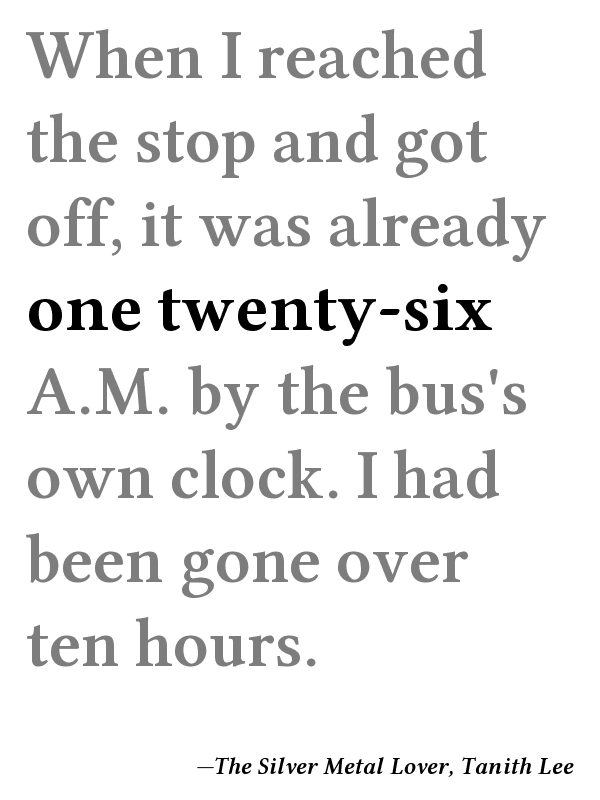 When I reached
the stop and got
off, it was already
one twenty-six
A.M. by the bus's
own clock. I had
been gone over
ten hours.
—The Silver Metal Lover, Tanith Lee